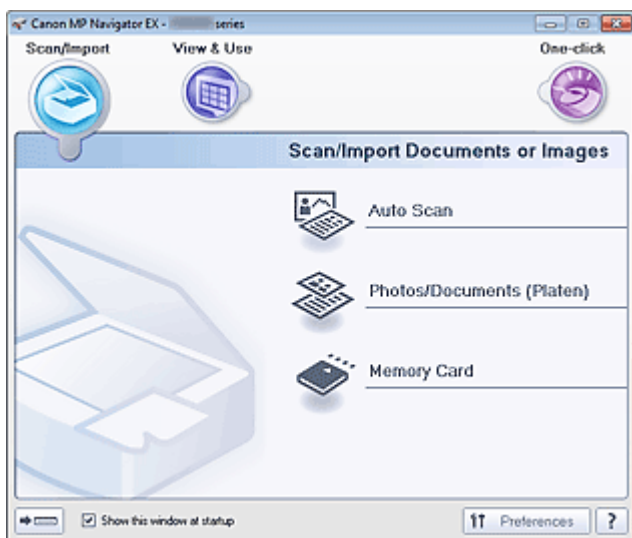 Canon MP Navigator EX - series
Scan/Import View & Use One-click
Scan/Import Documents or Images
Auto Scan
Photos/Documents (Platen)
Memory Card
Show this window at startup Preferences ?